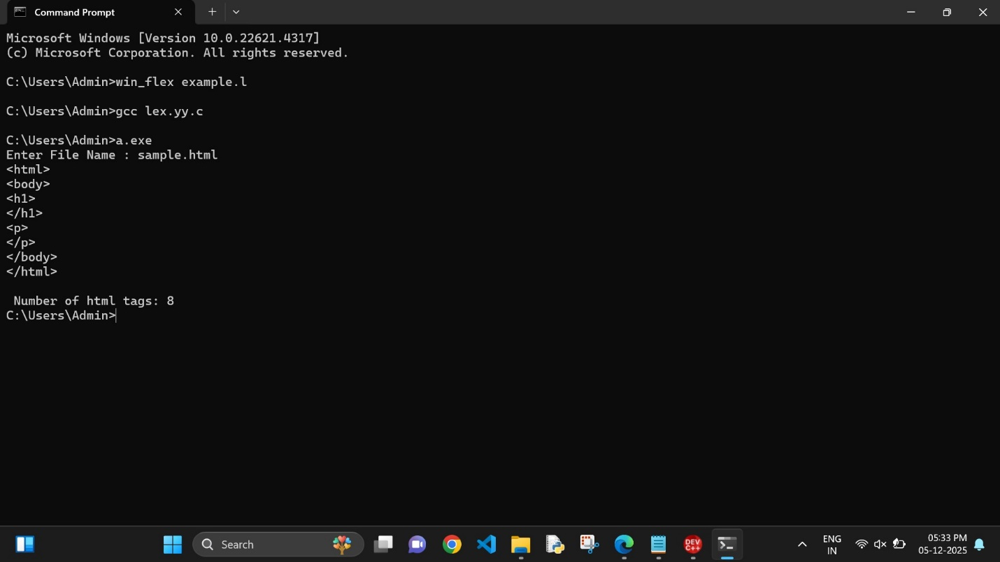 Command Prompt
Microsoft Windows [Version 10.0.22621.4317]
(c) Microsoft Corporation. All rights reserved.
C:\Users\Admin>win_flex example.l
C:\Users\Admin>gcc lex.yy.c
C:\Users\Admin>a.exe
Enter File Name : sample.html
<html>
<body>
<h1>
</h1>
<p>
</p>
</body>
</html>
Number of html tags: 8
C:\Users\Admin>
Search
DEV
C++
ENG
IN
05:33 PM
05-12-2025